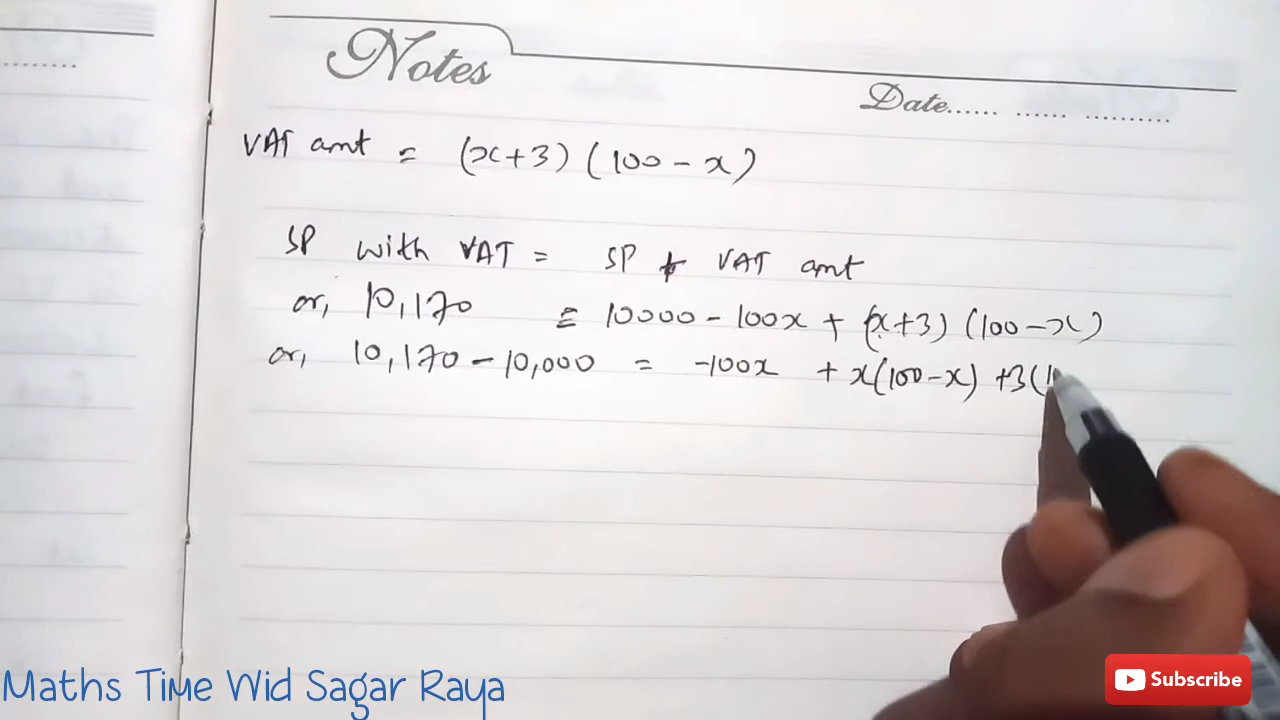 Notes
Date...... ...... ..........
VAT amt = (x+3) (100 - x)
SP with VAT = SP + VAT amt
or, 10,170 = 10000 - 100x + (x+3) (100 - x)
or, 10,170 - 10,000 = -100x + x(100 - x) + 3(1
Maths Time Wid Sagar Raya
Subscribe